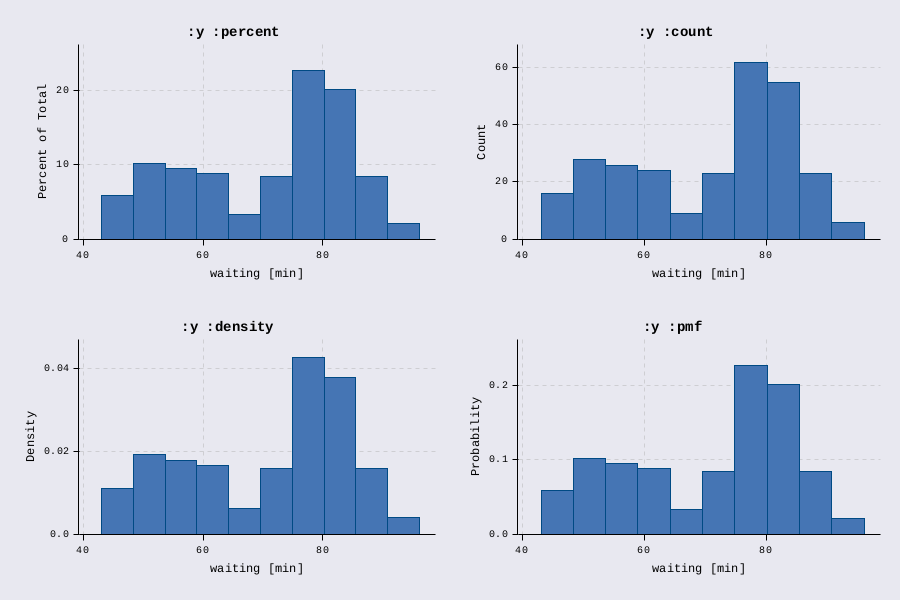 :y :percent
Percent of Total
20
10
0
40 60 80
waiting [min]
:y :count
Count
60
40
20
0
40 60 80
waiting [min]
:y :density
Density
0.04
0.02
0.0
40 60 80
waiting [min]
:y :pmf
Probability
0.2
0.1
0.0
40 60 80
waiting [min]